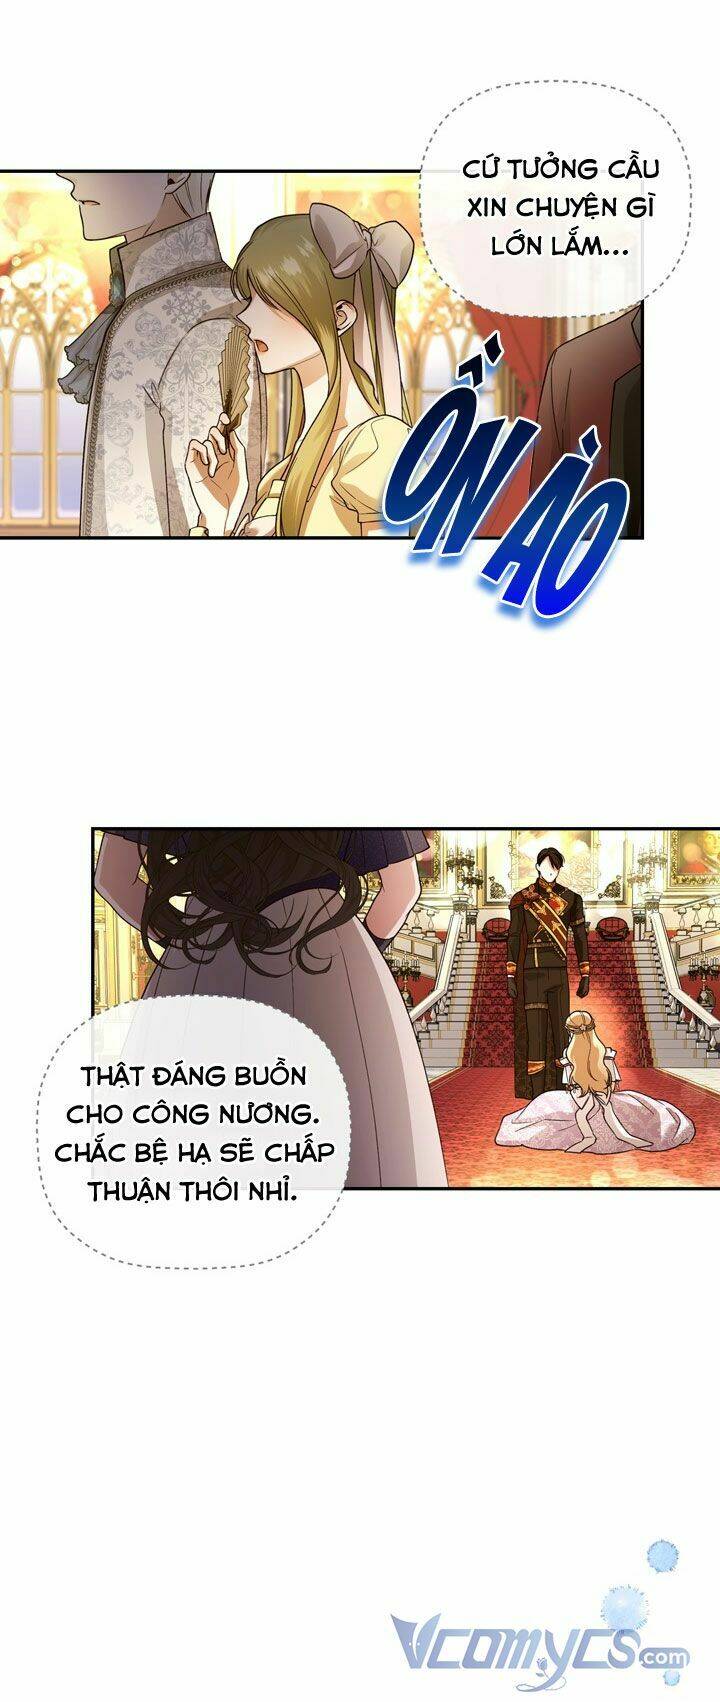 CỨ TƯỞNG CẦU
XIN CHUYỆN GÌ
LỚN LẮM...
ỒN ÀO
THẬT ĐÁNG BUỒN
CHO CÔNG NƯƠNG.
CHẮC BỆ HẠ SẼ CHẤP
THUẬN THÔI NHỈ.
Vcomycs.com